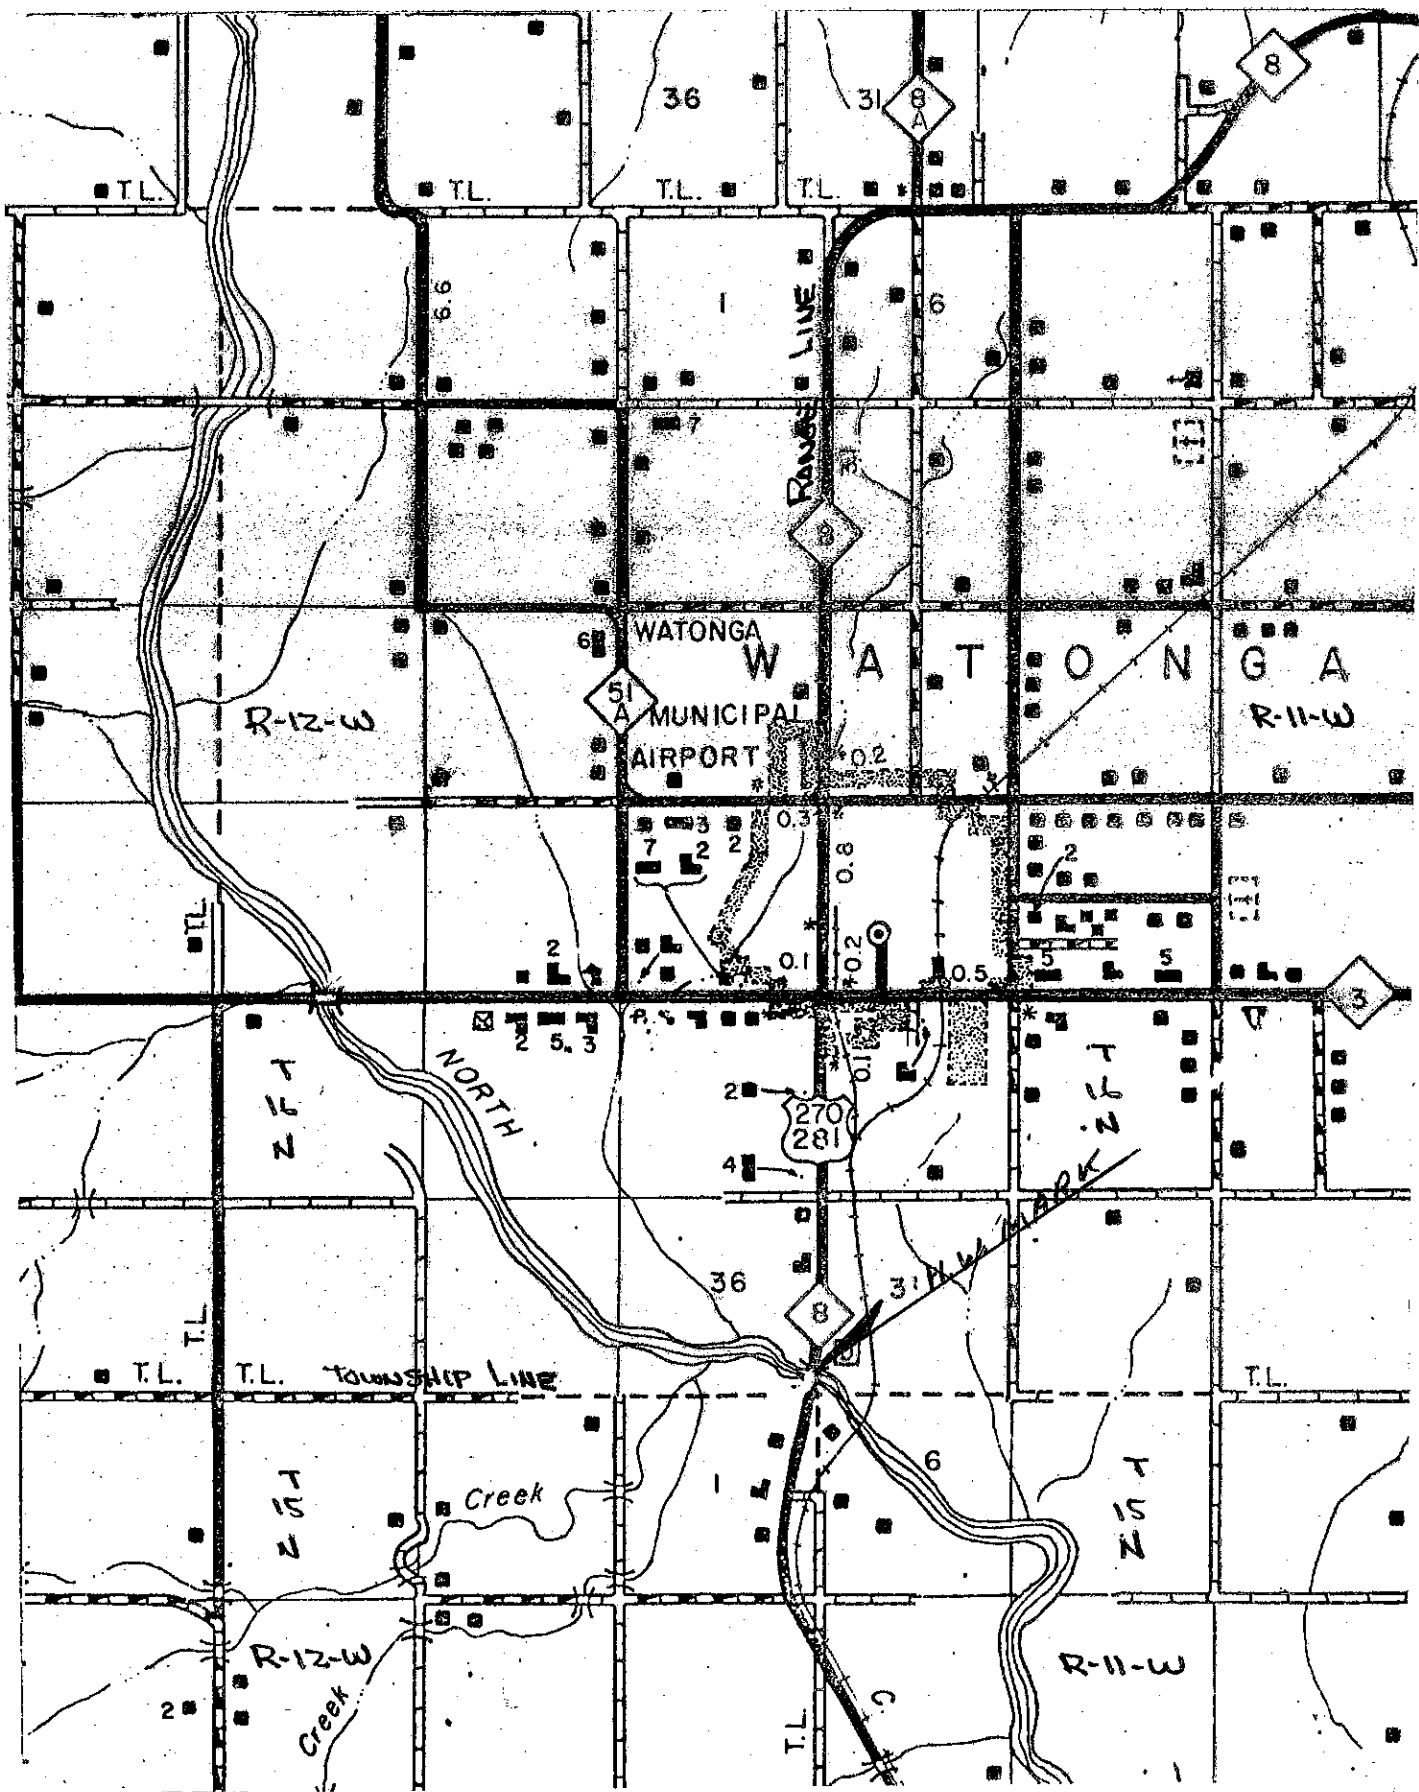 8
36
31
8
A
T.L.
T.L.
T.L.
T.L.
6.6
1
RANGE LINE
6
7
8
WATONGA
W A T O N G A
6
51
A
R-12-W
MUNICIPAL
R-11-W
AIRPORT
0.2
0.3
3
7
2
2
0.8
2
T.L.
2
0.1
0.2
0.5
5
5
3
2
5
3
0.1
T
16
N
NORTH
T
16
N
2
270
281
4
H.W. MARK
36
31
8
T.L.
T.L.
T.L.
TOWNSHIP LINE
T.L.
1
6
T
15
N
Creek
T
15
N
R-12-W
R-11-W
2
Creek
T.L.
C.